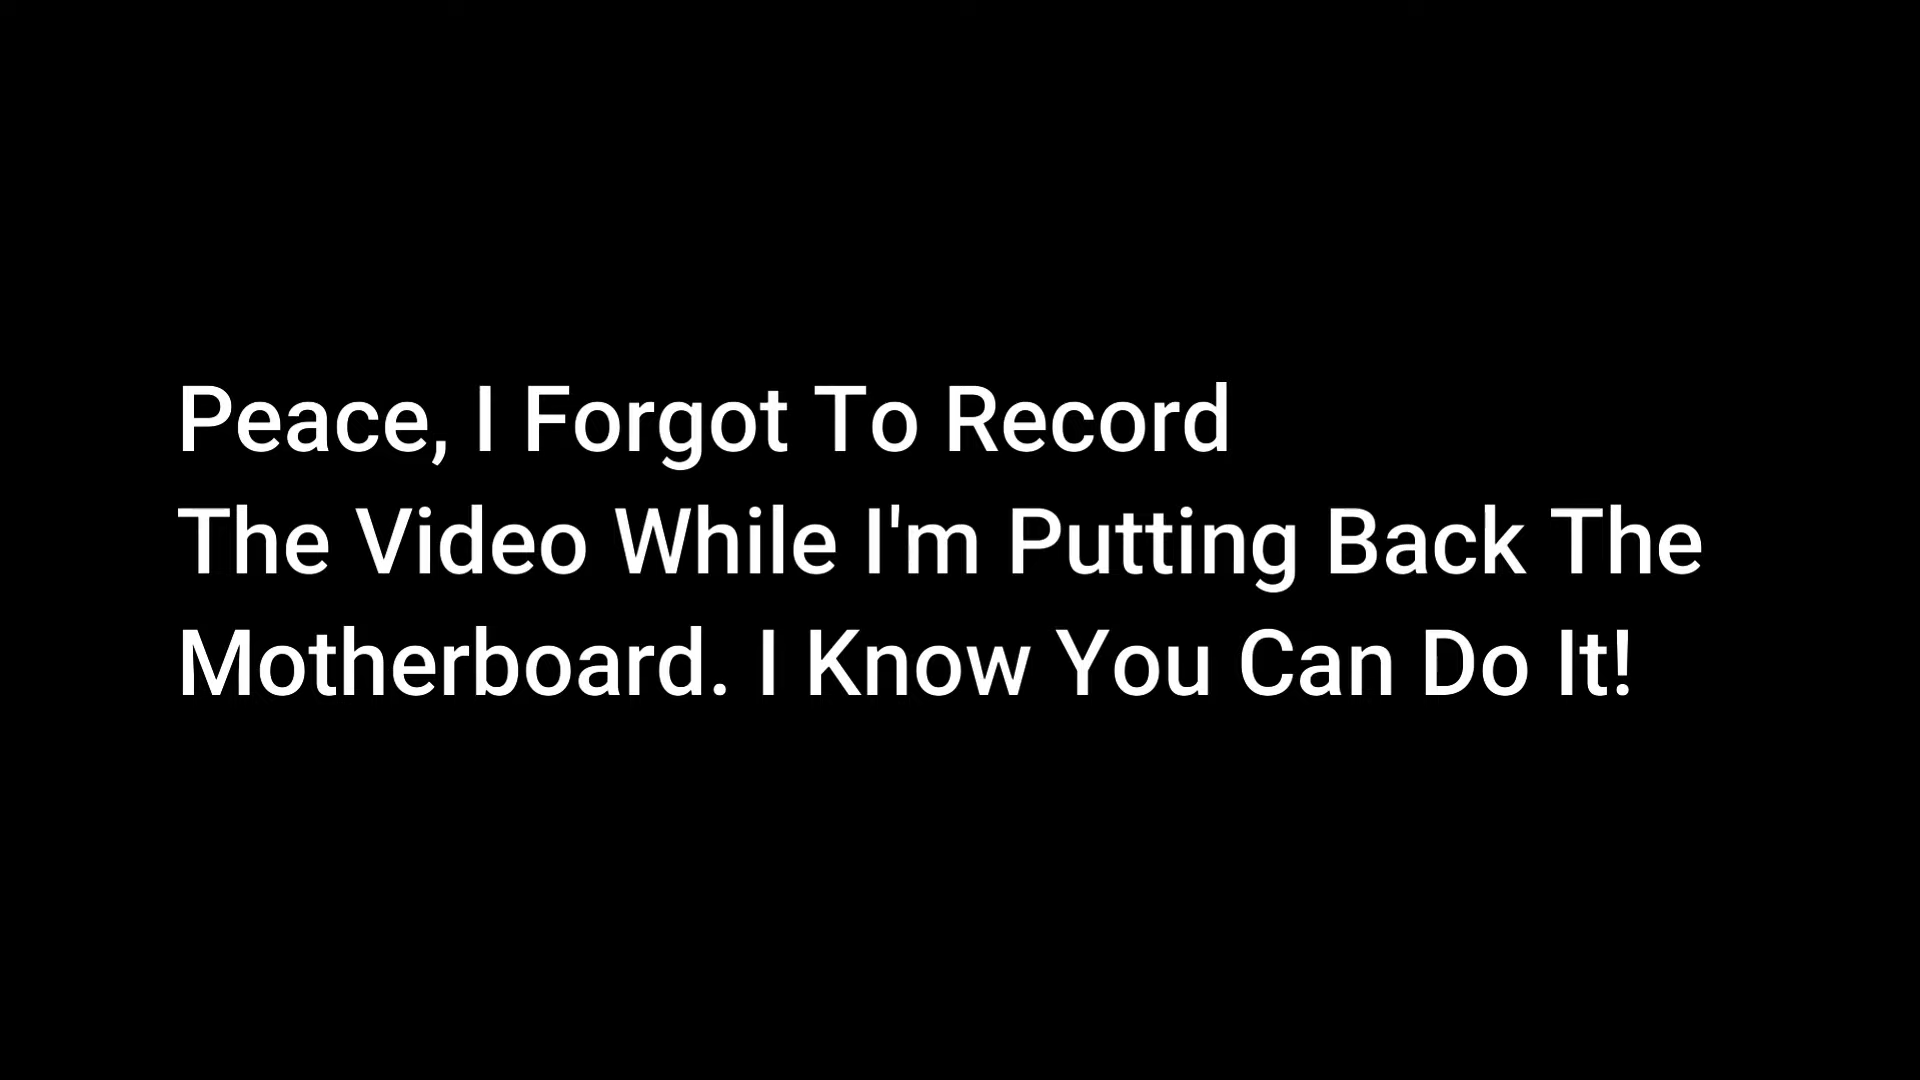 Peace, I Forgot To Record
The Video While I'm Putting Back The
Motherboard. I Know You Can Do It!